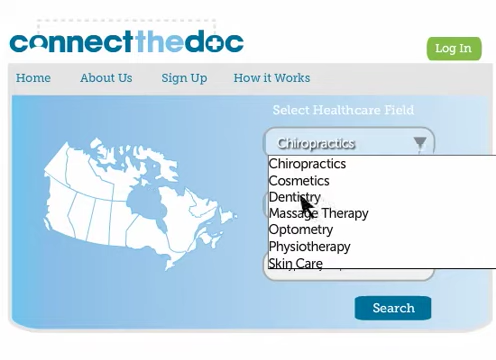 connectthedoc
Log In
Home About Us Sign Up How it Works
Select Healthcare Field
Chiropractics
Chiropractics
Cosmetics
Dentistry
Massage Therapy
Optometry
Physiotherapy
Skin Care
Search